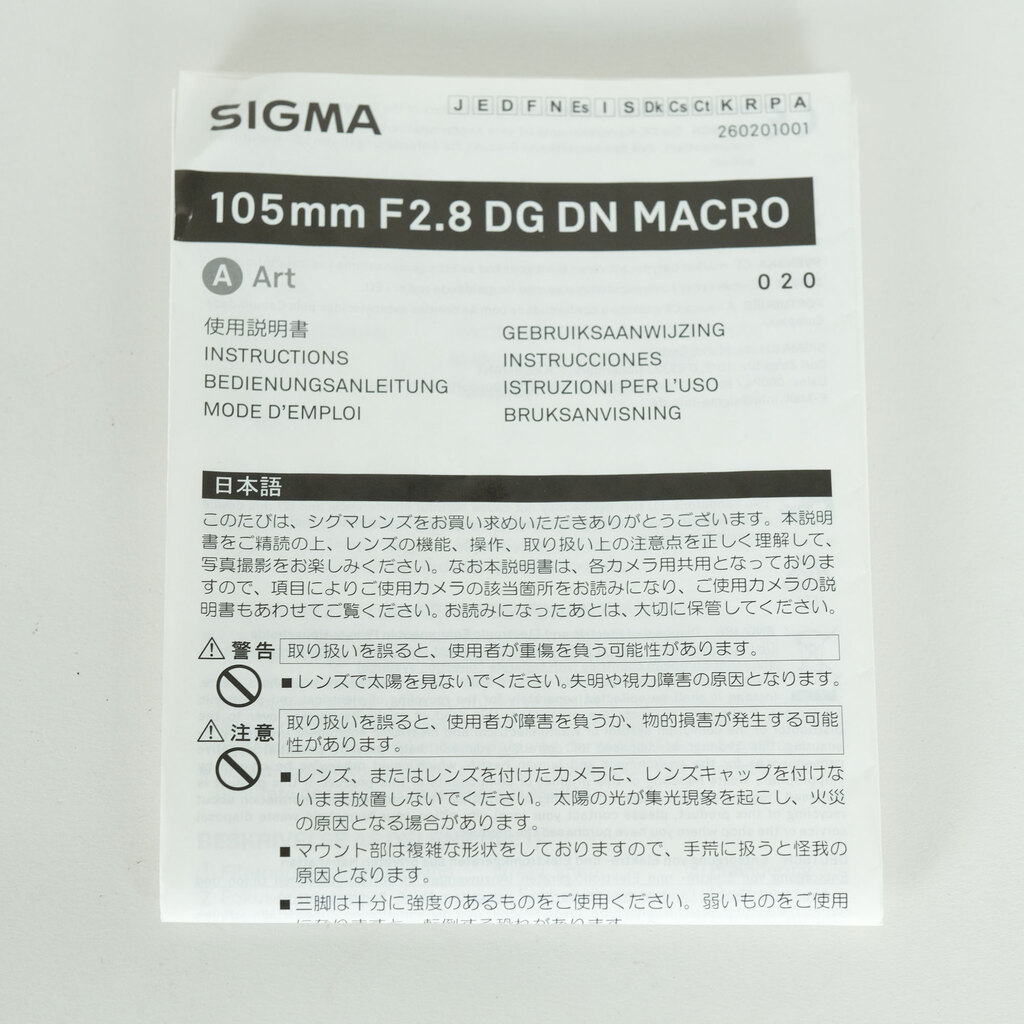 SIGMA
J E D F N Es I S Dk Cs Ct K R P A
260201001
105mm F2.8 DG DN MACRO
A Art
020
使用説明書
INSTRUCTIONS
BEDIENUNGSANLEITUNG
MODE D'EMPLOI
GEBRUIKSAANWIJZING
INSTRUCCIONES
ISTRUZIONI PER L'USO
BRUKSANVISNING
日本語
このたびは、シグマレンズをお買い求めいただきありがとうございます。本説明
書をご精読の上、レンズの機能、操作、取り扱い上の注意点を正しく理解して、
写真撮影をお楽しみください。なお本説明書は、各カメラ用共用となっておりま
すので、項目によりご使用カメラの該当箇所をお読みになり、ご使用カメラの説
明書もあわせてご覧ください。お読みになったあとは、大切に保管してください。
⚠ 警告 取り扱いを誤ると、使用者が重傷を負う可能性があります。
■レンズで太陽を見ないでください。失明や視力障害の原因となります。
⚠ 注意 取り扱いを誤ると、使用者が障害を負うか、物的損害が発生する可能
性があります。
■レンズ、またはレンズを付けたカメラに、レンズキャップを付けな
いまま放置しないでください。太陽の光が集光現象を起こし、火災
の原因となる場合があります。
■マウント部は複雑な形状をしておりますので、手荒に扱うと怪我の
原因となります。
■三脚は十分に強度のあるものをご使用ください。弱いものをご使用
になりますと、転倒する恐れがあります。